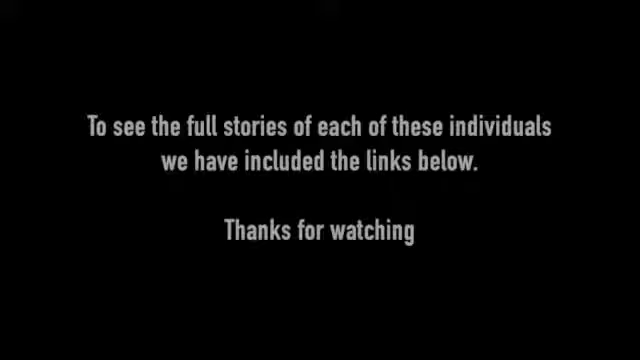 To see the full stories of each of these individuals
we have included the links below.
Thanks for watching